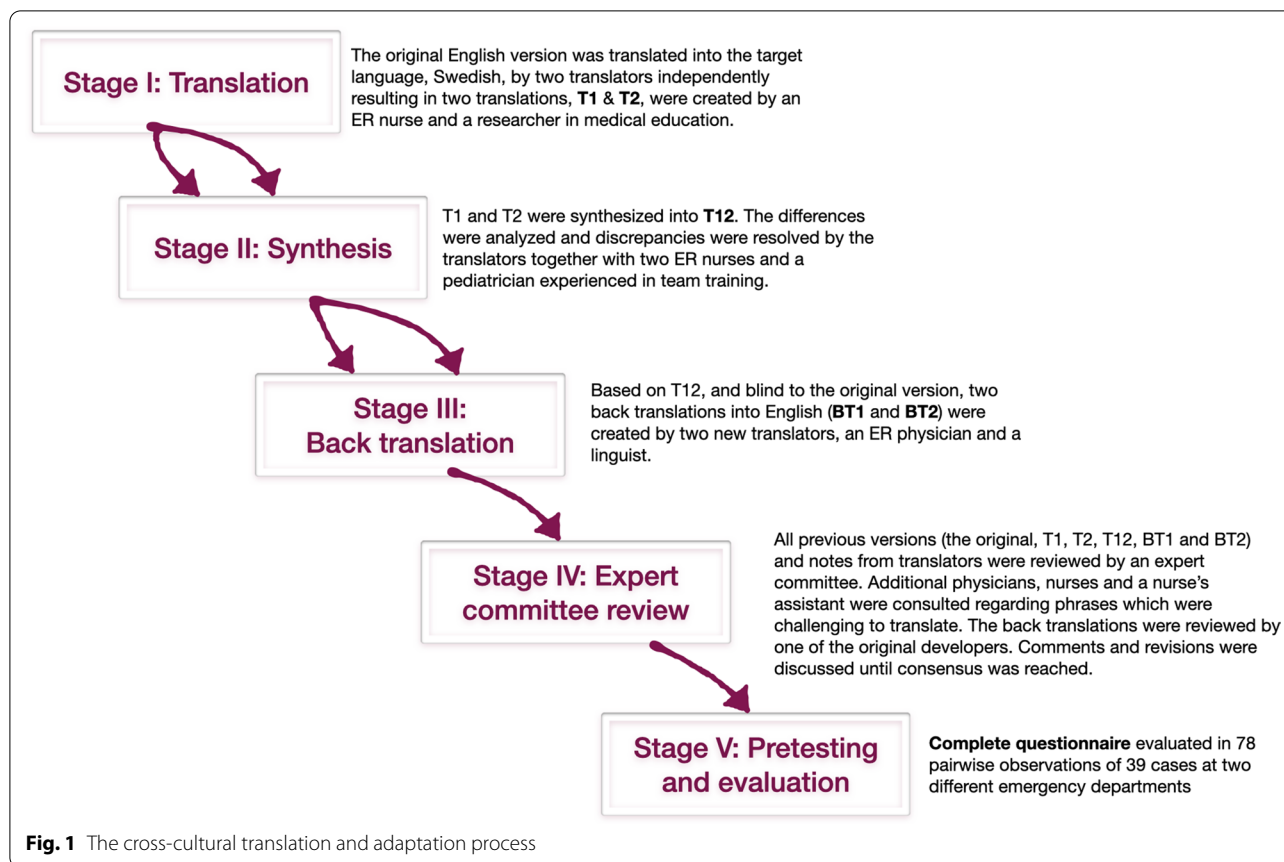 Stage I: Translation
The original English version was translated into the target
language, Swedish, by two translators independently
resulting in two translations, T1 & T2, were created by an
ER nurse and a researcher in medical education.
Stage II: Synthesis
T1 and T2 were synthesized into T12. The differences
were analyzed and discrepancies were resolved by the
translators together with two ER nurses and a
pediatrician experienced in team training.
Stage III:
Back translation
Based on T12, and blind to the original version, two
back translations into English (BT1 and BT2) were
created by two new translators, an ER physician and a
linguist.
Stage IV: Expert
committee review
All previous versions (the original, T1, T2, T12, BT1 and BT2)
and notes from translators were reviewed by an expert
committee. Additional physicians, nurses and a nurse's
assistant were consulted regarding phrases which were
challenging to translate. The back translations were reviewed by
one of the original developers. Comments and revisions were
discussed until consensus was reached.
Stage V: Pretesting
and evaluation
Complete questionnaire evaluated in 78
pairwise observations of 39 cases at two
different emergency departments
Fig. 1 The cross-cultural translation and adaptation process